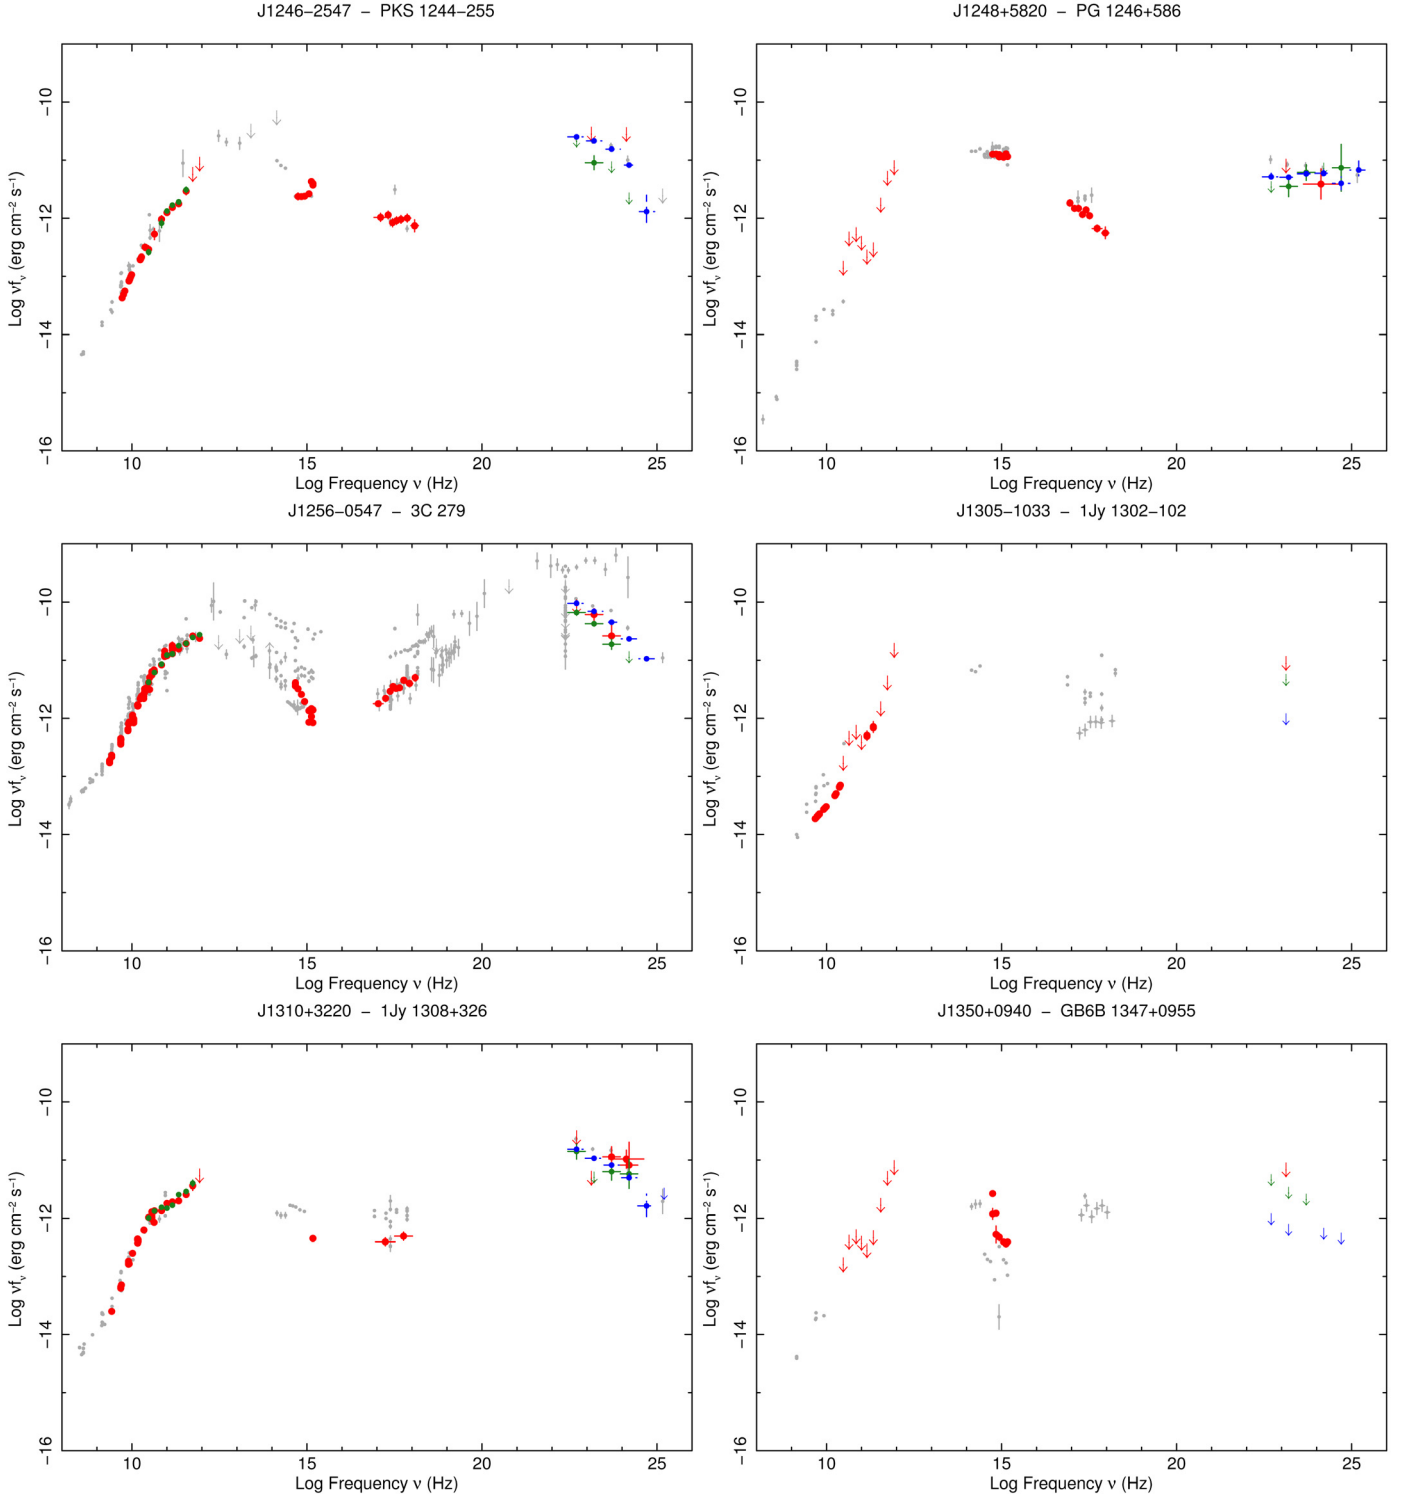 J1246−2547 − PKS 1244−255
J1248+5820 − PG 1246+586
−10
−12
−14
−16
Log νfν (erg cm⁻² s⁻¹)
10 15 20 25
Log Frequency ν (Hz)
−10
−12
−14
−16
Log νfν (erg cm⁻² s⁻¹)
10 15 20 25
Log Frequency ν (Hz)
J1256−0547 − 3C 279
J1305−1033 − 1Jy 1302−102
−10
−12
−14
−16
Log νfν (erg cm⁻² s⁻¹)
10 15 20 25
Log Frequency ν (Hz)
−10
−12
−14
−16
Log νfν (erg cm⁻² s⁻¹)
10 15 20 25
Log Frequency ν (Hz)
J1310+3220 − 1Jy 1308+326
J1350+0940 − GB6B 1347+0955
−10
−12
−14
−16
Log νfν (erg cm⁻² s⁻¹)
10 15 20 25
Log Frequency ν (Hz)
−10
−12
−14
−16
Log νfν (erg cm⁻² s⁻¹)
10 15 20 25
Log Frequency ν (Hz)